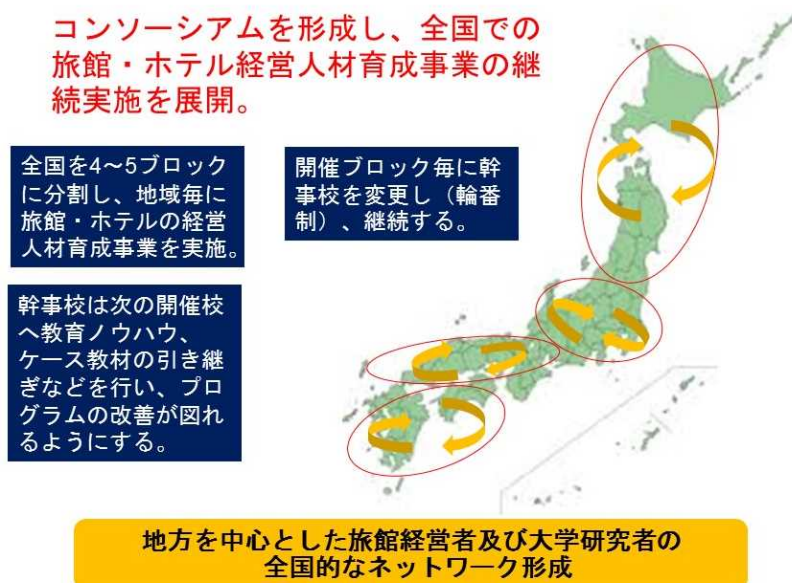 コンソーシアムを形成し、全国での
旅館・ホテル経営人材育成事業の継
続実施を展開。
全国を4～5ブロック
に分割し、地域毎に
旅館・ホテルの経営
人材育成事業を実施。
開催ブロック毎に幹
事校を変更し（輪番
制）、継続する。
幹事校は次の開催校
へ教育ノウハウ、
ケース教材の引き継
ぎなどを行い、プロ
グラムの改善が図れ
るようにする。
地方を中心とした旅館経営者及び大学研究者の
全国的なネットワーク形成